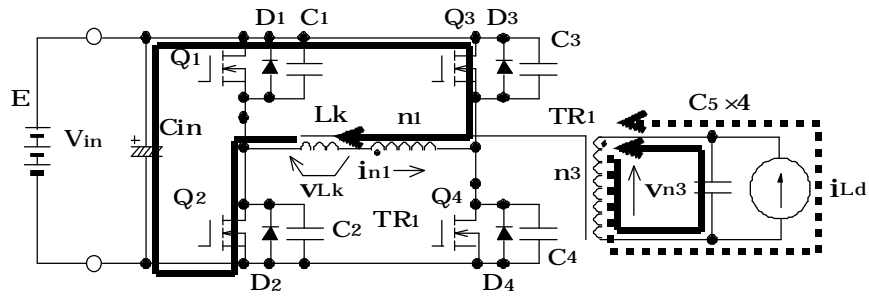 D1 C1 Q3 D3
Q1 C3
E Lk n1 TR1 C5 ×4
Vin + Cin
n3
Q2 vLk in1 Q4 vn3 iLd
C2 TR1 C4
D2 D4